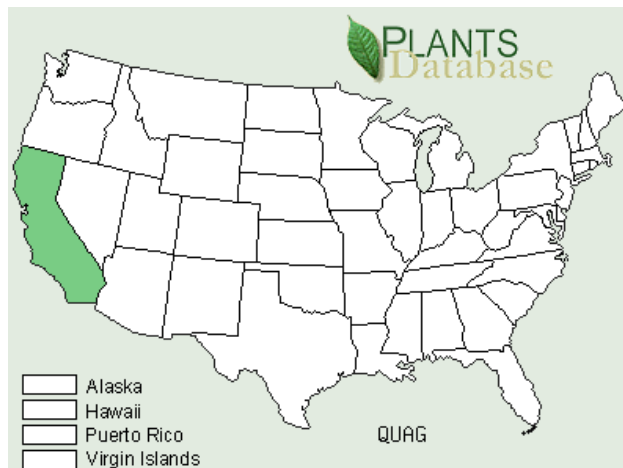 PLANTS
Database
Alaska
Hawaii
Puerto Rico
QUAG
Virgin Islands